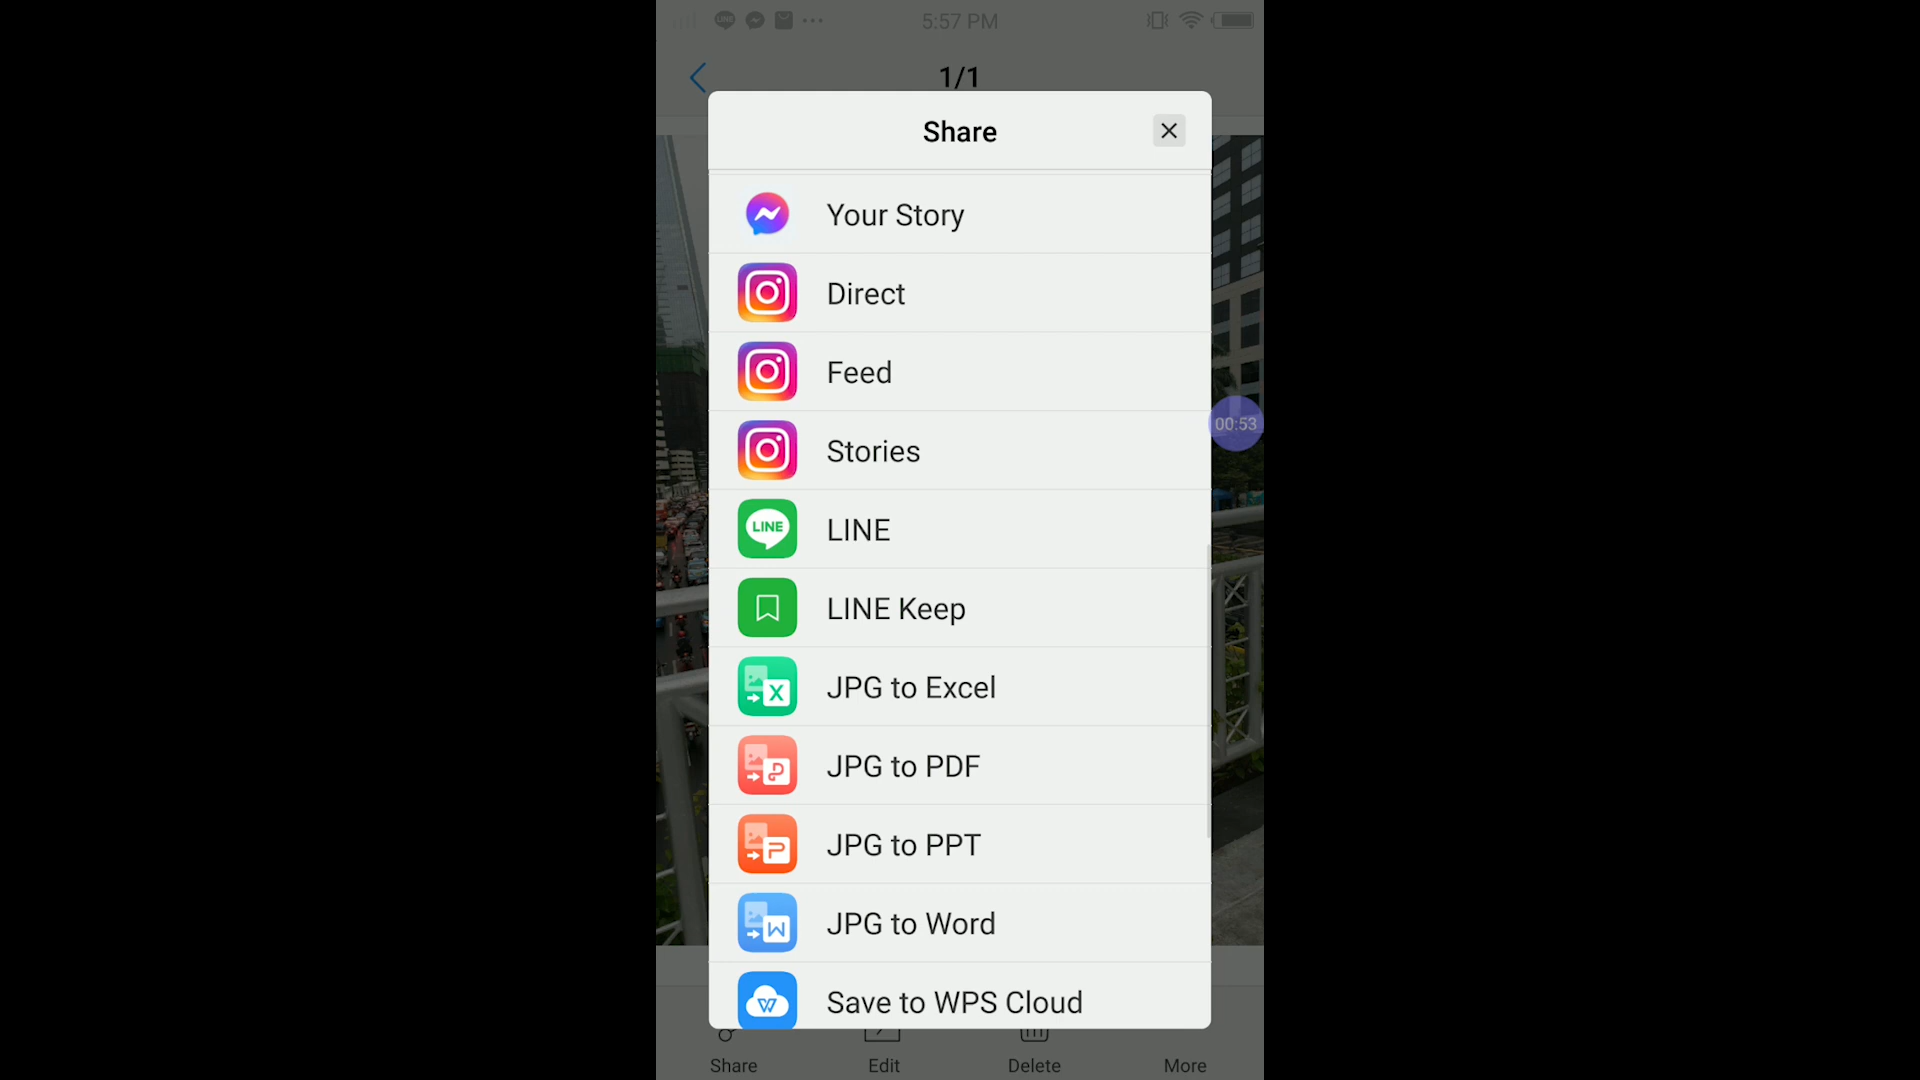 5:57 PM
1/1
Share
Your Story
Direct
Feed
00:53
Stories
LINE
LINE
LINE Keep
JPG to Excel
JPG to PDF
JPG to PPT
JPG to Word
Save to WPS Cloud
Share
Edit
Delete
More